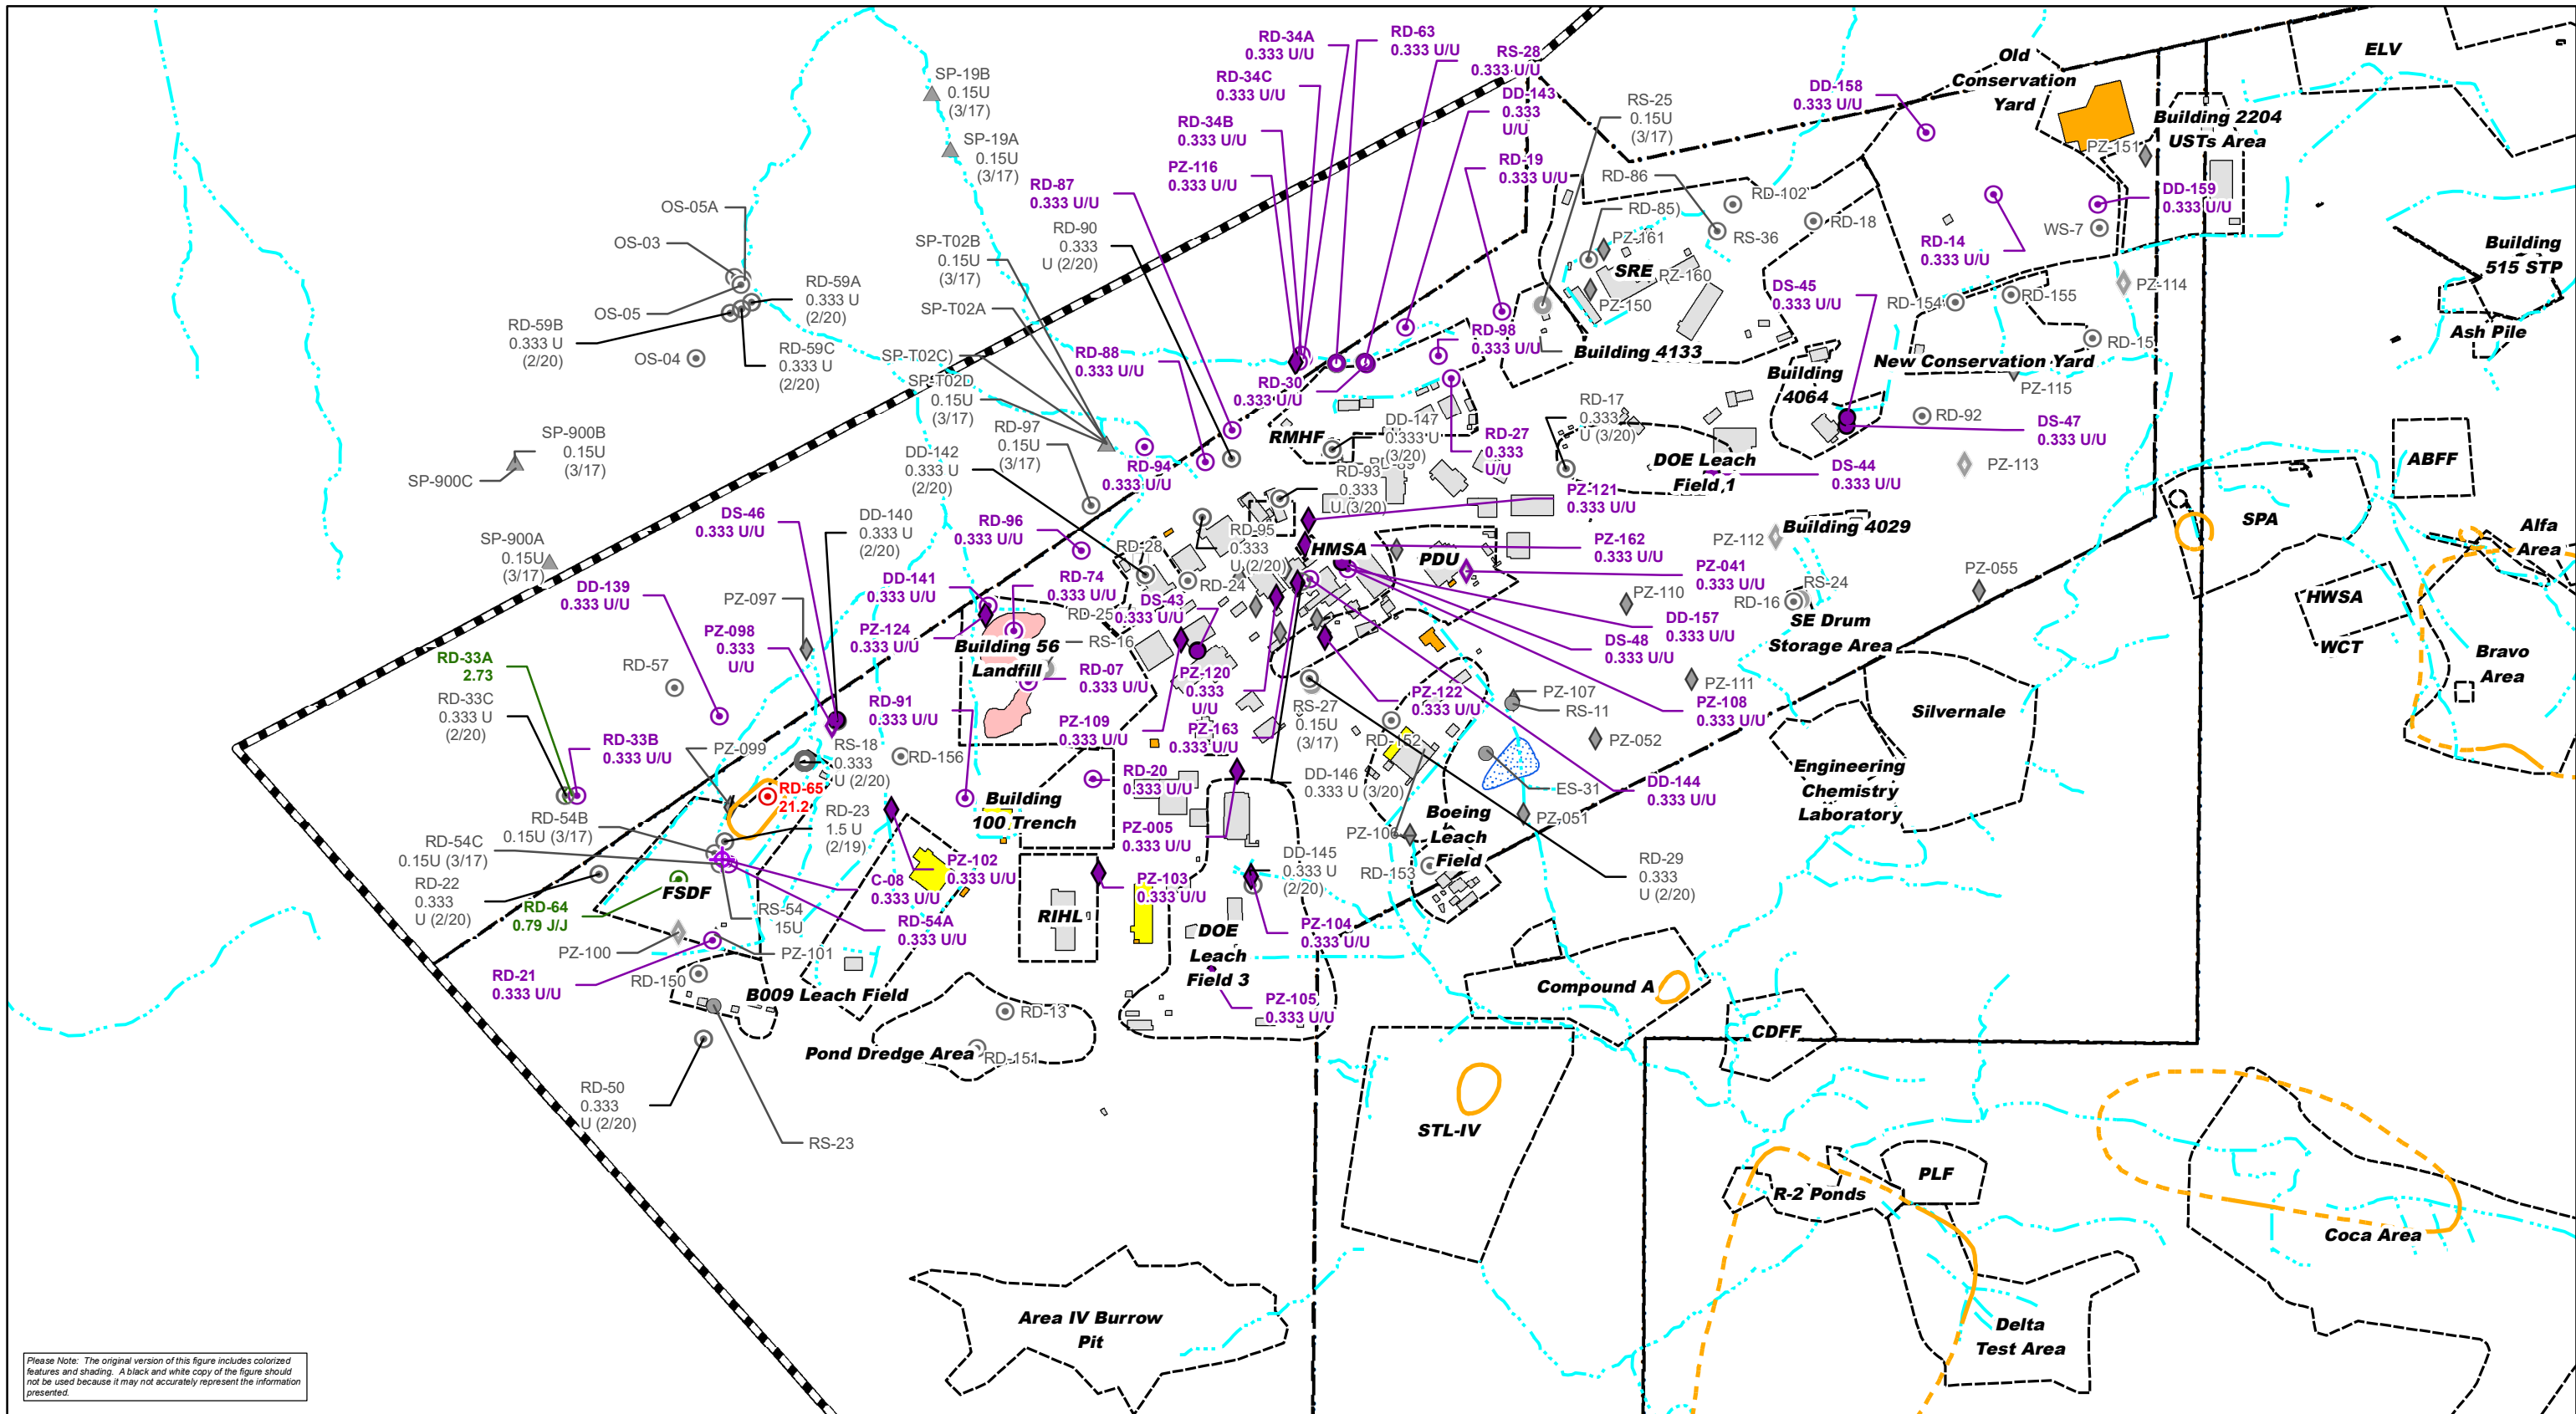 SP-19B
0.15U
(3/17)
SP-19A
0.15U
(3/17)
RD-34A
0.333 U/U
RD-34C
0.333 U/U
RD-34B
0.333 U/U
PZ-116
0.333 U/U
RD-63
0.333 U/U
RS-28
0.333 U/U
DD-143
0.333
U/U
RD-19
0.333 U/U
RS-25
0.15U
(3/17)
DD-158
0.333 U/U
Old
Conservation
Yard
ELV
Building 2204
USTs Area
PZ-151
DD-159
0.333 U/U
WS-7
RD-14
0.333 U/U
PZ-114
Building
515 STP
Ash Pile
RD-86
RD-102
RD-85)
RD-18
RS-36
PZ-161
SRE
PZ-160
PZ-150
Building 4133
RD-154
RD-155
RD-15
New Conservation Yard
PZ-115
DS-45
0.333 U/U
Building
4064
RD-92
DS-47
0.333 U/U
PZ-113
RD-87
0.333 U/U
RD-90
0.333
U (2/20)
SP-T02B
0.15U
(3/17)
SP-T02A
SP-T02C)
SP-T02D
0.15U
(3/17)
OS-05A
OS-03
OS-05
OS-04
RD-59A
0.333 U
(2/20)
RD-59B
0.333 U
(2/20)
RD-59C
0.333 U
(2/20)
RD-88
0.333 U/U
RD-30
0.333 U/U
RD-98
0.333 U/U
RMHF
DD-147
0.333 U
(3/20)
RD-27
0.333
U/U
RD-17
0.333
U (3/20)
DOE Leach
Field 1
DS-44
0.333 U/U
ABFF
SPA
Alfa
Area
SP-900B
0.15U
(3/17)
SP-900C
SP-900A
0.15U
(3/17)
RD-97
0.15U
(3/17)
DD-142
0.333 U
(2/20)
RD-94
0.333 U/U
RD-93
0.333
U (3/20)
PZ-121
0.333 U/U
DS-46
0.333 U/U
DD-140
0.333 U
(2/20)
RD-96
0.333 U/U
RD-28
RD-95
0.333
U (2/20)
HMSA
PDU
PZ-162
0.333 U/U
PZ-112
Building 4029
PZ-041
0.333 U/U
PZ-110
RS-24
RD-16
PZ-055
SE Drum
Storage Area
HWSA
WCT
Bravo
Area
DD-139
0.333 U/U
DD-141
0.333 U/U
RD-74
0.333 U/U
RD-24
RD-25
DS-43
0.333 U/U
PZ-097
PZ-098
0.333
U/U
PZ-124
0.333 U/U
Building 56
Landfill
RS-16
RD-07
0.333 U/U
PZ-120
0.333
U/U
DD-157
0.333 U/U
DS-48
0.333 U/U
PZ-111
PZ-108
0.333 U/U
RD-33A
2.73
RD-57
RD-33C
0.333 U
(2/20)
RD-33B
0.333 U/U
RD-91
0.333 U/U
PZ-109
0.333 U/U
PZ-163
0.333 U/U
RS-27
0.15U
(3/17)
PZ-122
0.333 U/U
RD-152
PZ-107
RS-11
PZ-052
Silvernale
PZ-099
RS-18
0.333
U (2/20)
RD-156
RD-20
0.333 U/U
DD-146
0.333 U (3/20)
ES-31
DD-144
0.333 U/U
Engineering
Chemistry
Laboratory
RD-65
21.2
RD-54B
0.15U (3/17)
RD-23
1.5 U
(2/19)
Building
100 Trench
PZ-005
0.333 U/U
PZ-106
Boeing
Leach
Field
PZ-051
RD-54C
0.15U (3/17)
RD-22
0.333
U (2/20)
RD-64
0.79 J/J
FSDF
C-08
0.333 U/U
PZ-102
0.333 U/U
PZ-103
0.333 U/U
DD-145
0.333 U
(2/20)
RD-153
RD-29
0.333
U (2/20)
RS-54
15U
RD-54A
0.333 U/U
RIHL
PZ-104
0.333 U/U
DOE
Leach
Field 3
PZ-100
PZ-101
RD-21
0.333 U/U
RD-150
B009 Leach Field
PZ-105
0.333 U/U
Compound A
RD-13
Pond Dredge Area
RD-151
CDFF
RD-50
0.333
U (2/20)
RS-23
STL-IV
PLF
R-2 Ponds
Coca Area
Area IV Burrow
Pit
Delta
Test Area
Please Note: The original version of this figure includes colorized
features and shading. A black and white copy of the figure should
not be used because it may not accurately represent the information
presented.